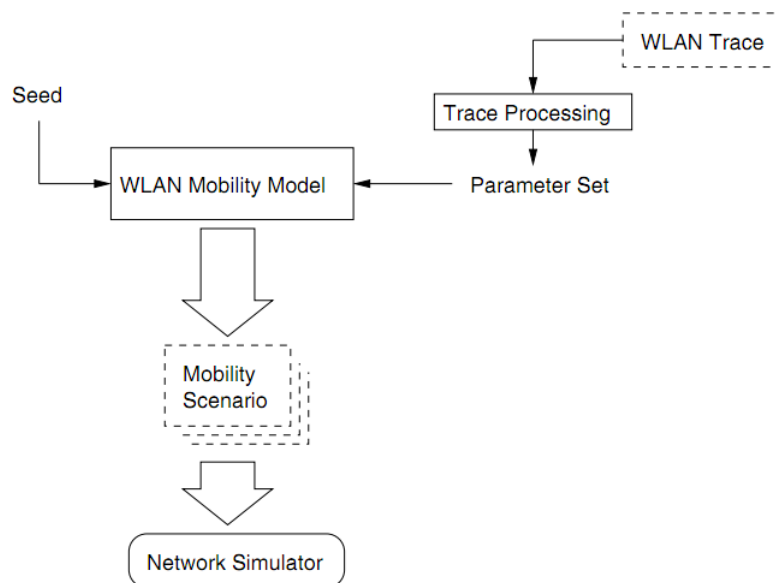 WLAN Trace
Seed
Trace Processing
WLAN Mobility Model
Parameter Set
Mobility
Scenario
Network Simulator